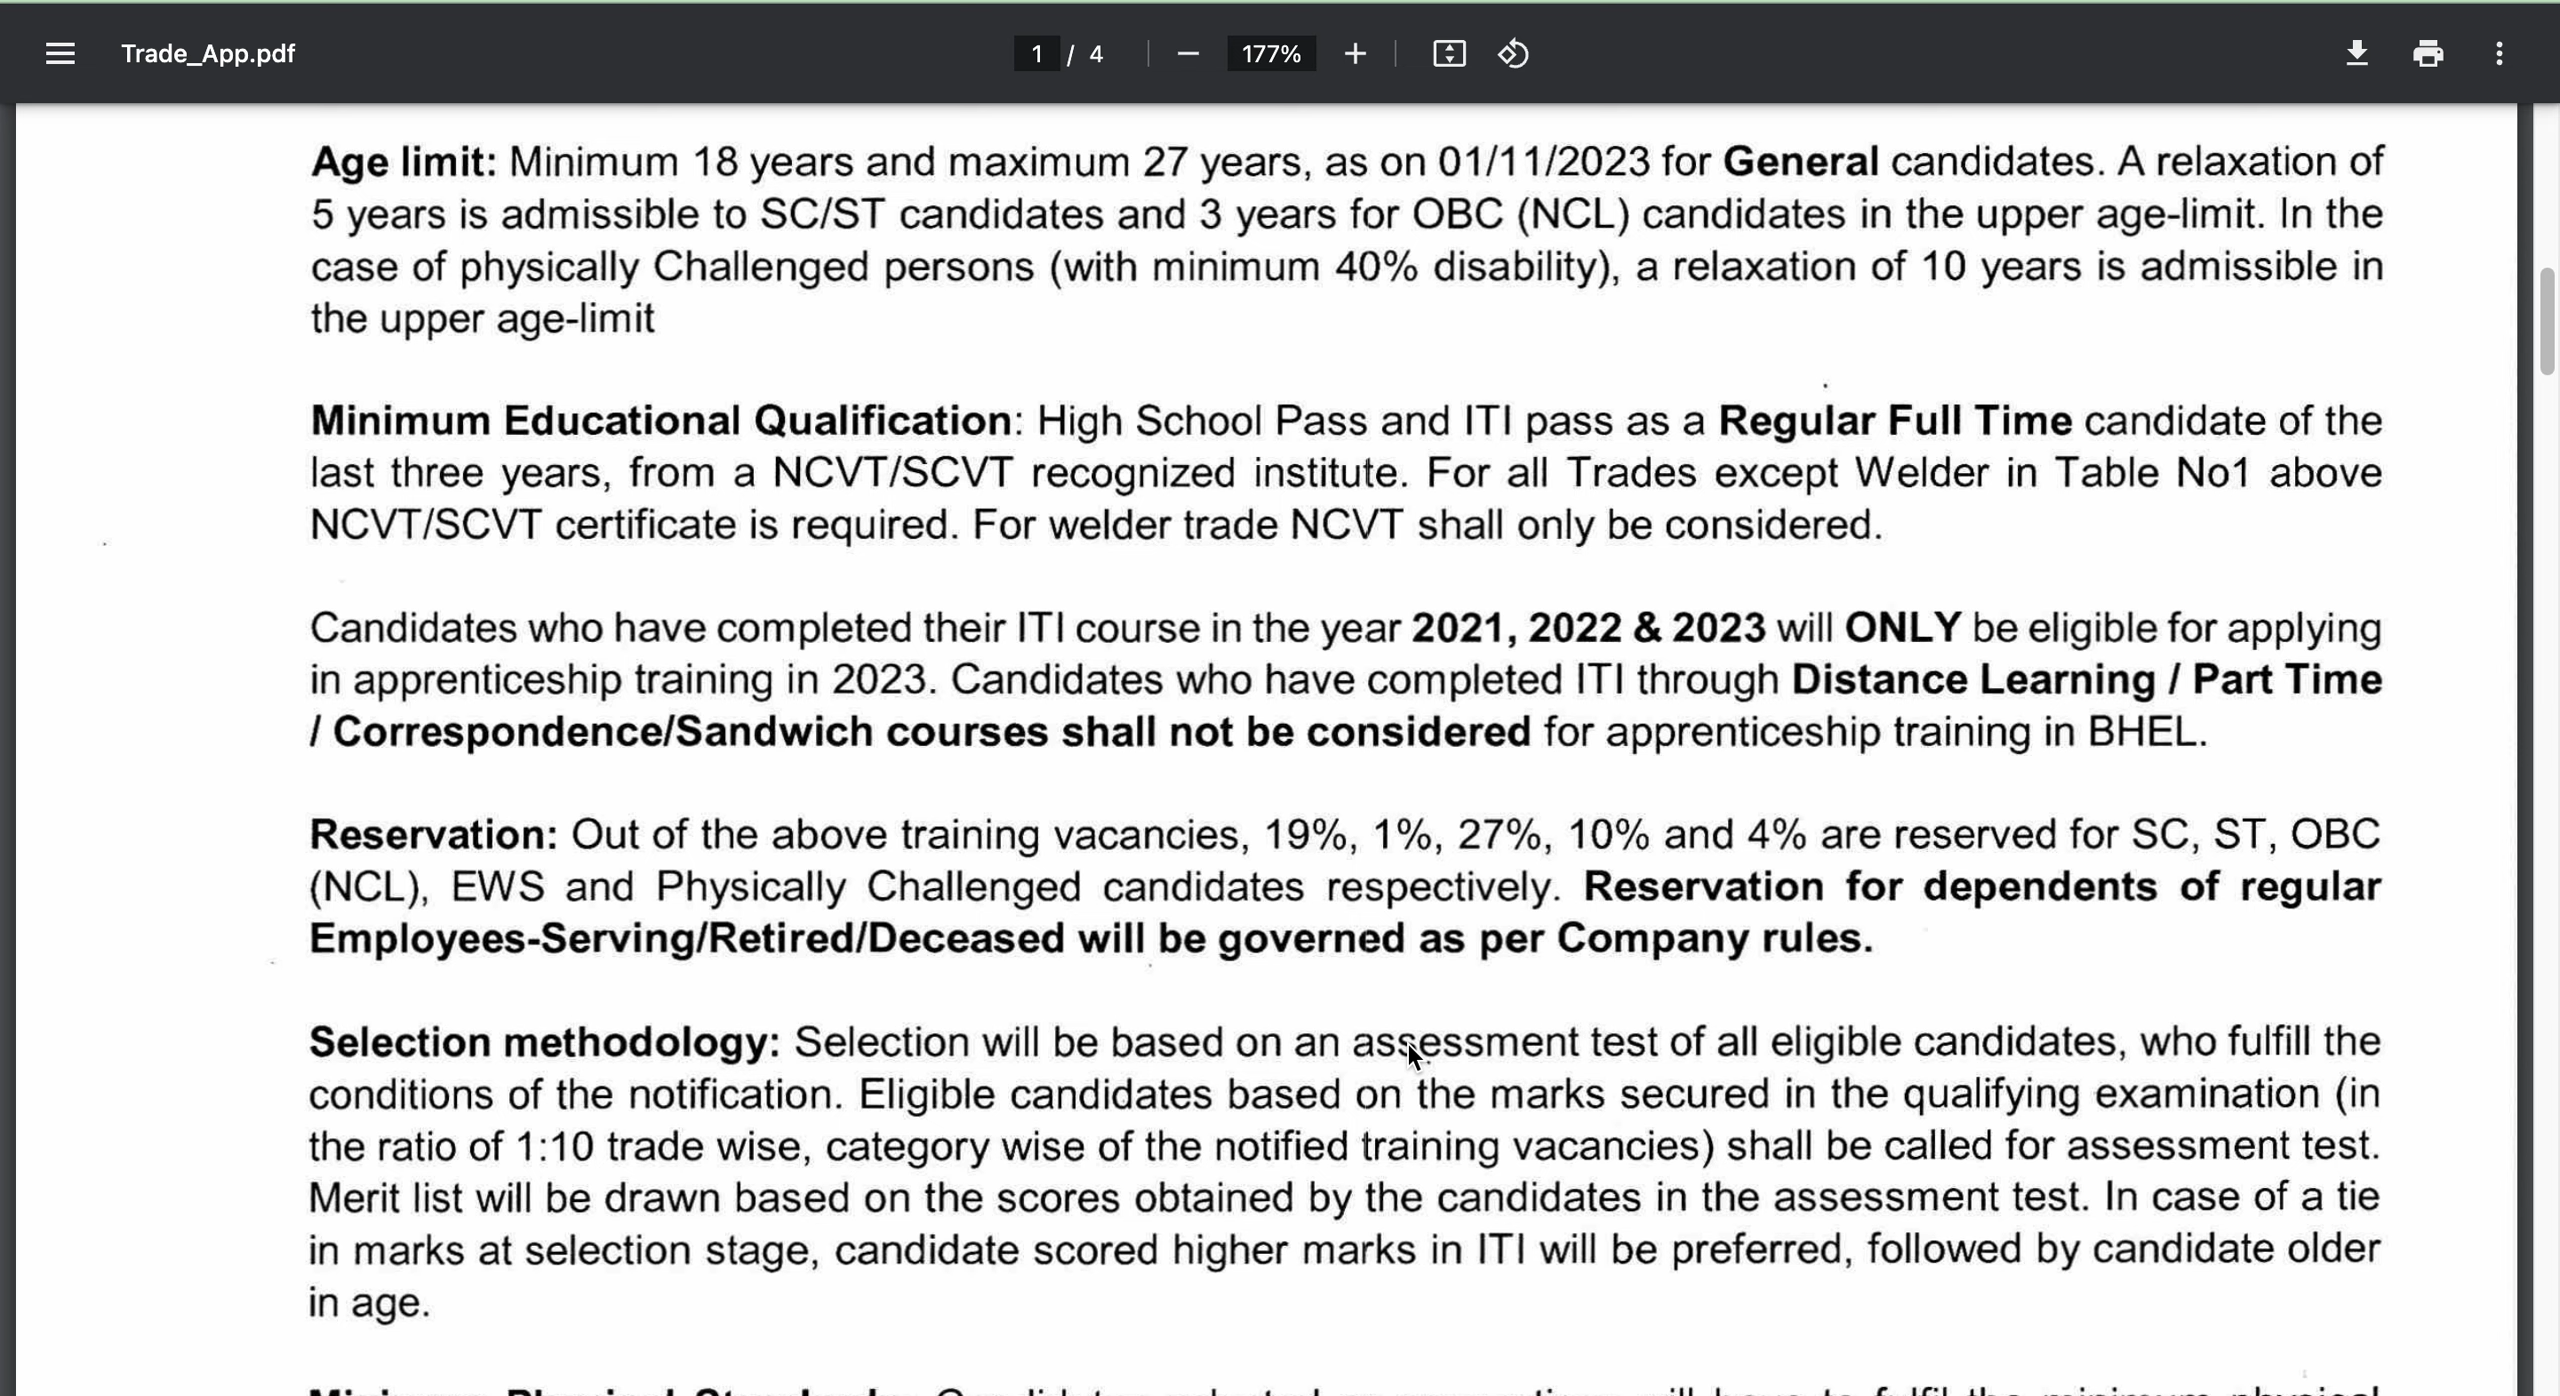 Trade_App.pdf
1 / 4
177%
Age limit: Minimum 18 years and maximum 27 years, as on 01/11/2023 for General candidates. A relaxation of
5 years is admissible to SC/ST candidates and 3 years for OBC (NCL) candidates in the upper age-limit. In the
case of physically Challenged persons (with minimum 40% disability), a relaxation of 10 years is admissible in
the upper age-limit
Minimum Educational Qualification: High School Pass and ITI pass as a Regular Full Time candidate of the
last three years, from a NCVT/SCVT recognized institute. For all Trades except Welder in Table No1 above
NCVT/SCVT certificate is required. For welder trade NCVT shall only be considered.
Candidates who have completed their ITI course in the year 2021, 2022 & 2023 will ONLY be eligible for applying
in apprenticeship training in 2023. Candidates who have completed ITI through Distance Learning / Part Time
/ Correspondence/Sandwich courses shall not be considered for apprenticeship training in BHEL.
Reservation: Out of the above training vacancies, 19%, 1%, 27%, 10% and 4% are reserved for SC, ST, OBC
(NCL), EWS and Physically Challenged candidates respectively. Reservation for dependents of regular
Employees-Serving/Retired/Deceased will be governed as per Company rules.
Selection methodology: Selection will be based on an assessment test of all eligible candidates, who fulfill the
conditions of the notification. Eligible candidates based on the marks secured in the qualifying examination (in
the ratio of 1:10 trade wise, category wise of the notified training vacancies) shall be called for assessment test.
Merit list will be drawn based on the scores obtained by the candidates in the assessment test. In case of a tie
in marks at selection stage, candidate scored higher marks in ITI will be preferred, followed by candidate older
in age.